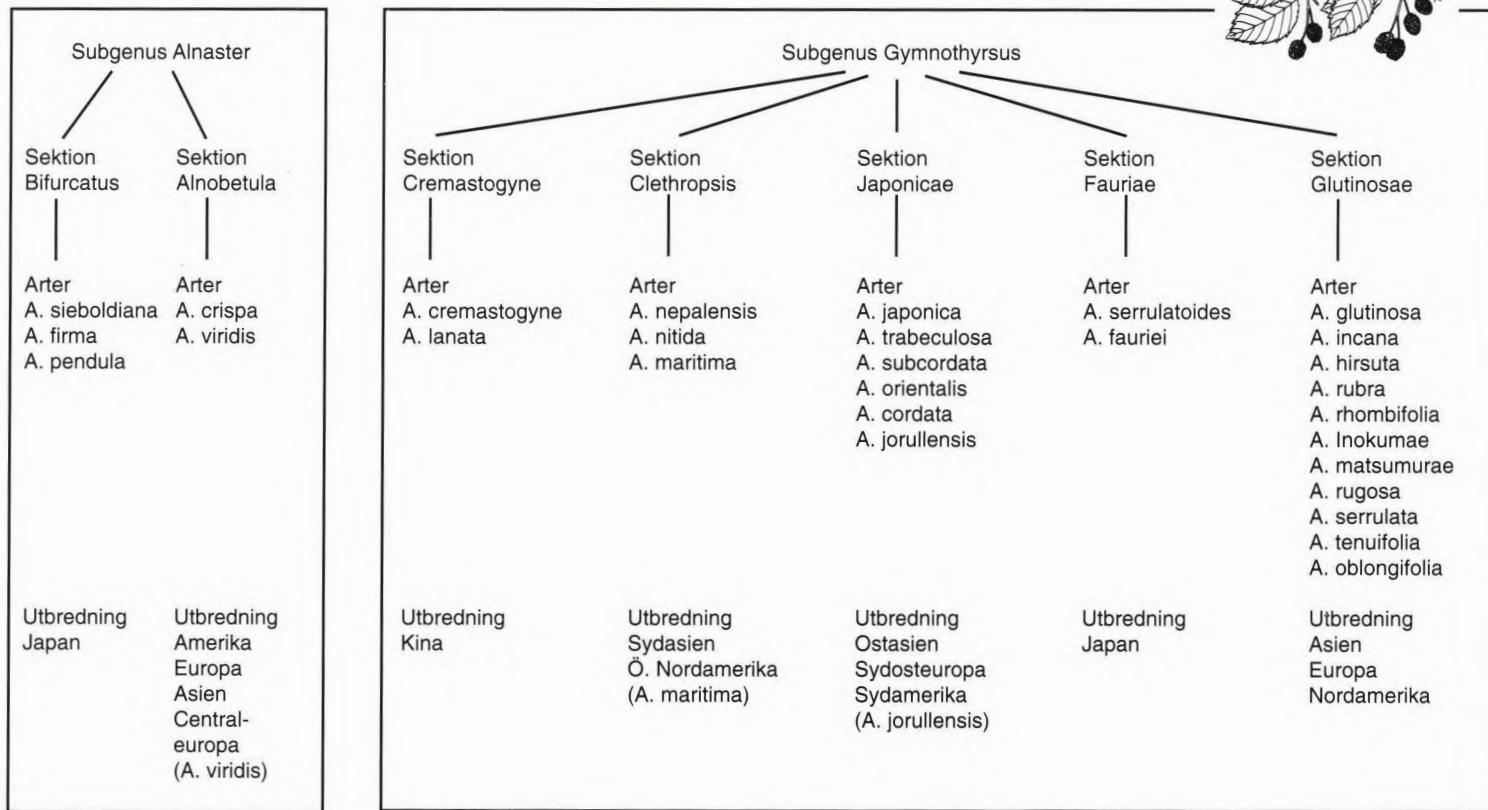 Subgenus Alnaster
Sektion
Bifurcatus
Arter
A. sieboldiana
A. firma
A. pendula
Utbredning
Japan
Sektion
Alnobetula
Arter
A. crispa
A. viridis
Utbredning
Amerika
Europa
Asien
Central-
europa
(A. viridis)
Subgenus Gymnothyrsus
Sektion
Cremastogyne
Arter
A. cremastogyne
A. lanata
Utbredning
Kina
Sektion
Clethropsis
Arter
A. nepalensis
A. nitida
A. maritima
Utbredning
Sydasien
Ö. Nordamerika
(A. maritima)
Sektion
Japonicae
Arter
A. japonica
A. trabeculosa
A. subcordata
A. orientalis
A. cordata
A. jorullensis
Utbredning
Ostasien
Sydosteuropa
Sydamerika
(A. jorullensis)
Sektion
Fauriae
Arter
A. serrulatoides
A. fauriei
Utbredning
Japan
Sektion
Glutinosae
Arter
A. glutinosa
A. incana
A. hirsuta
A. rubra
A. rhombifolia
A. Inokumae
A. matsumurae
A. rugosa
A. serrulata
A. tenuifolia
A. oblongifolia
Utbredning
Asien
Europa
Nordamerika